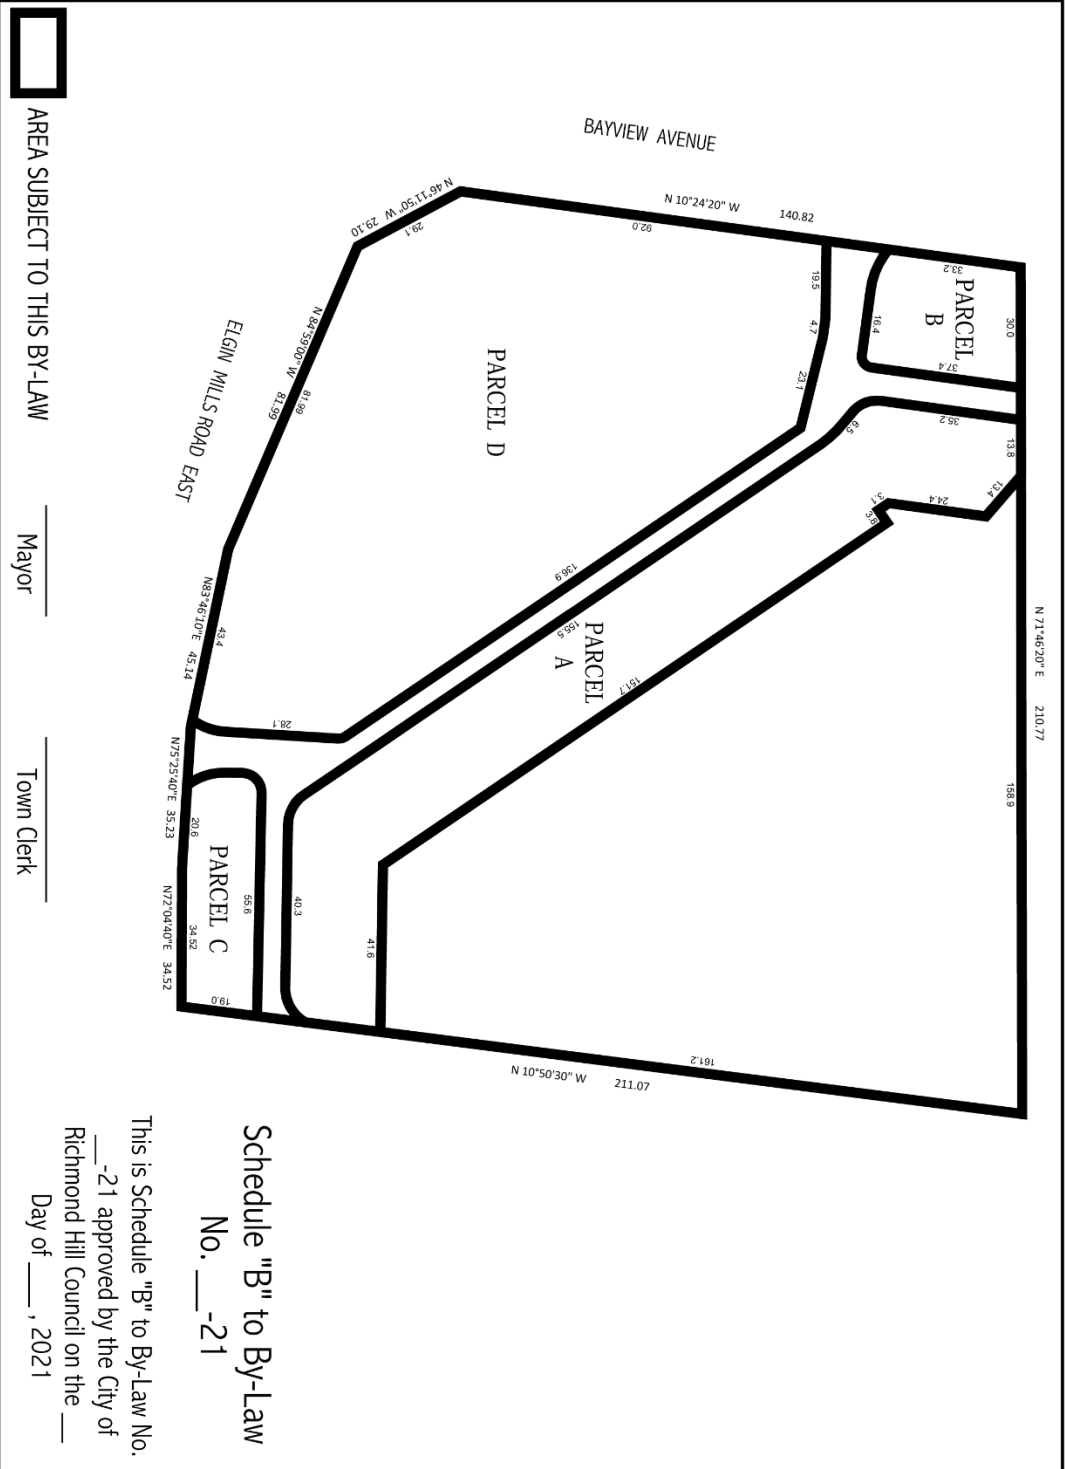 BAYVIEW AVENUE
N 10°24'20" W 140.82
92.0
N 46°11'50" W 29.10
29.1
N 84°59'00" W 81.99
81.99
ELGIN MILLS ROAD EAST
N83°46'10"E 45.14
43.4
N75°25'40"E 35.23
20.6
N72°04'40"E 34.52
34.52
N 71°46'20" E 210.77
158.9
N 10°50'30" W 211.07
161.2
PARCEL
B
33.2
30.0
16.4
37.4
PARCEL D
19.5
4.7
23.1
136.9
28.1
PARCEL
A
35.2
13.8
13.4
24.4
3.1
3.8
6.5
155.5
151.7
40.3
41.6
PARCEL C
55.6
19.0
AREA SUBJECT TO THIS BY-LAW
Mayor
Town Clerk
Schedule "B" to By-Law
No. ___-21
This is Schedule "B" to By-Law No.
___-21 approved by the City of
Richmond Hill Council on the ___
Day of ____ , 2021